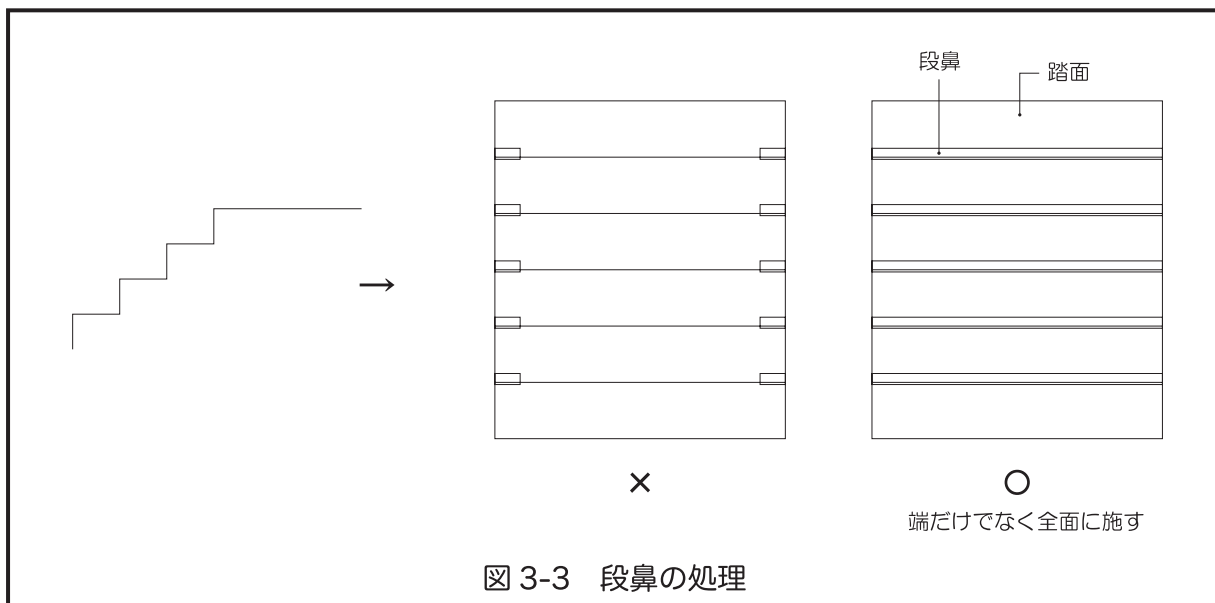 段鼻
踏面
→
×
○
端だけでなく全面に施す
図 3-3 段鼻の処理